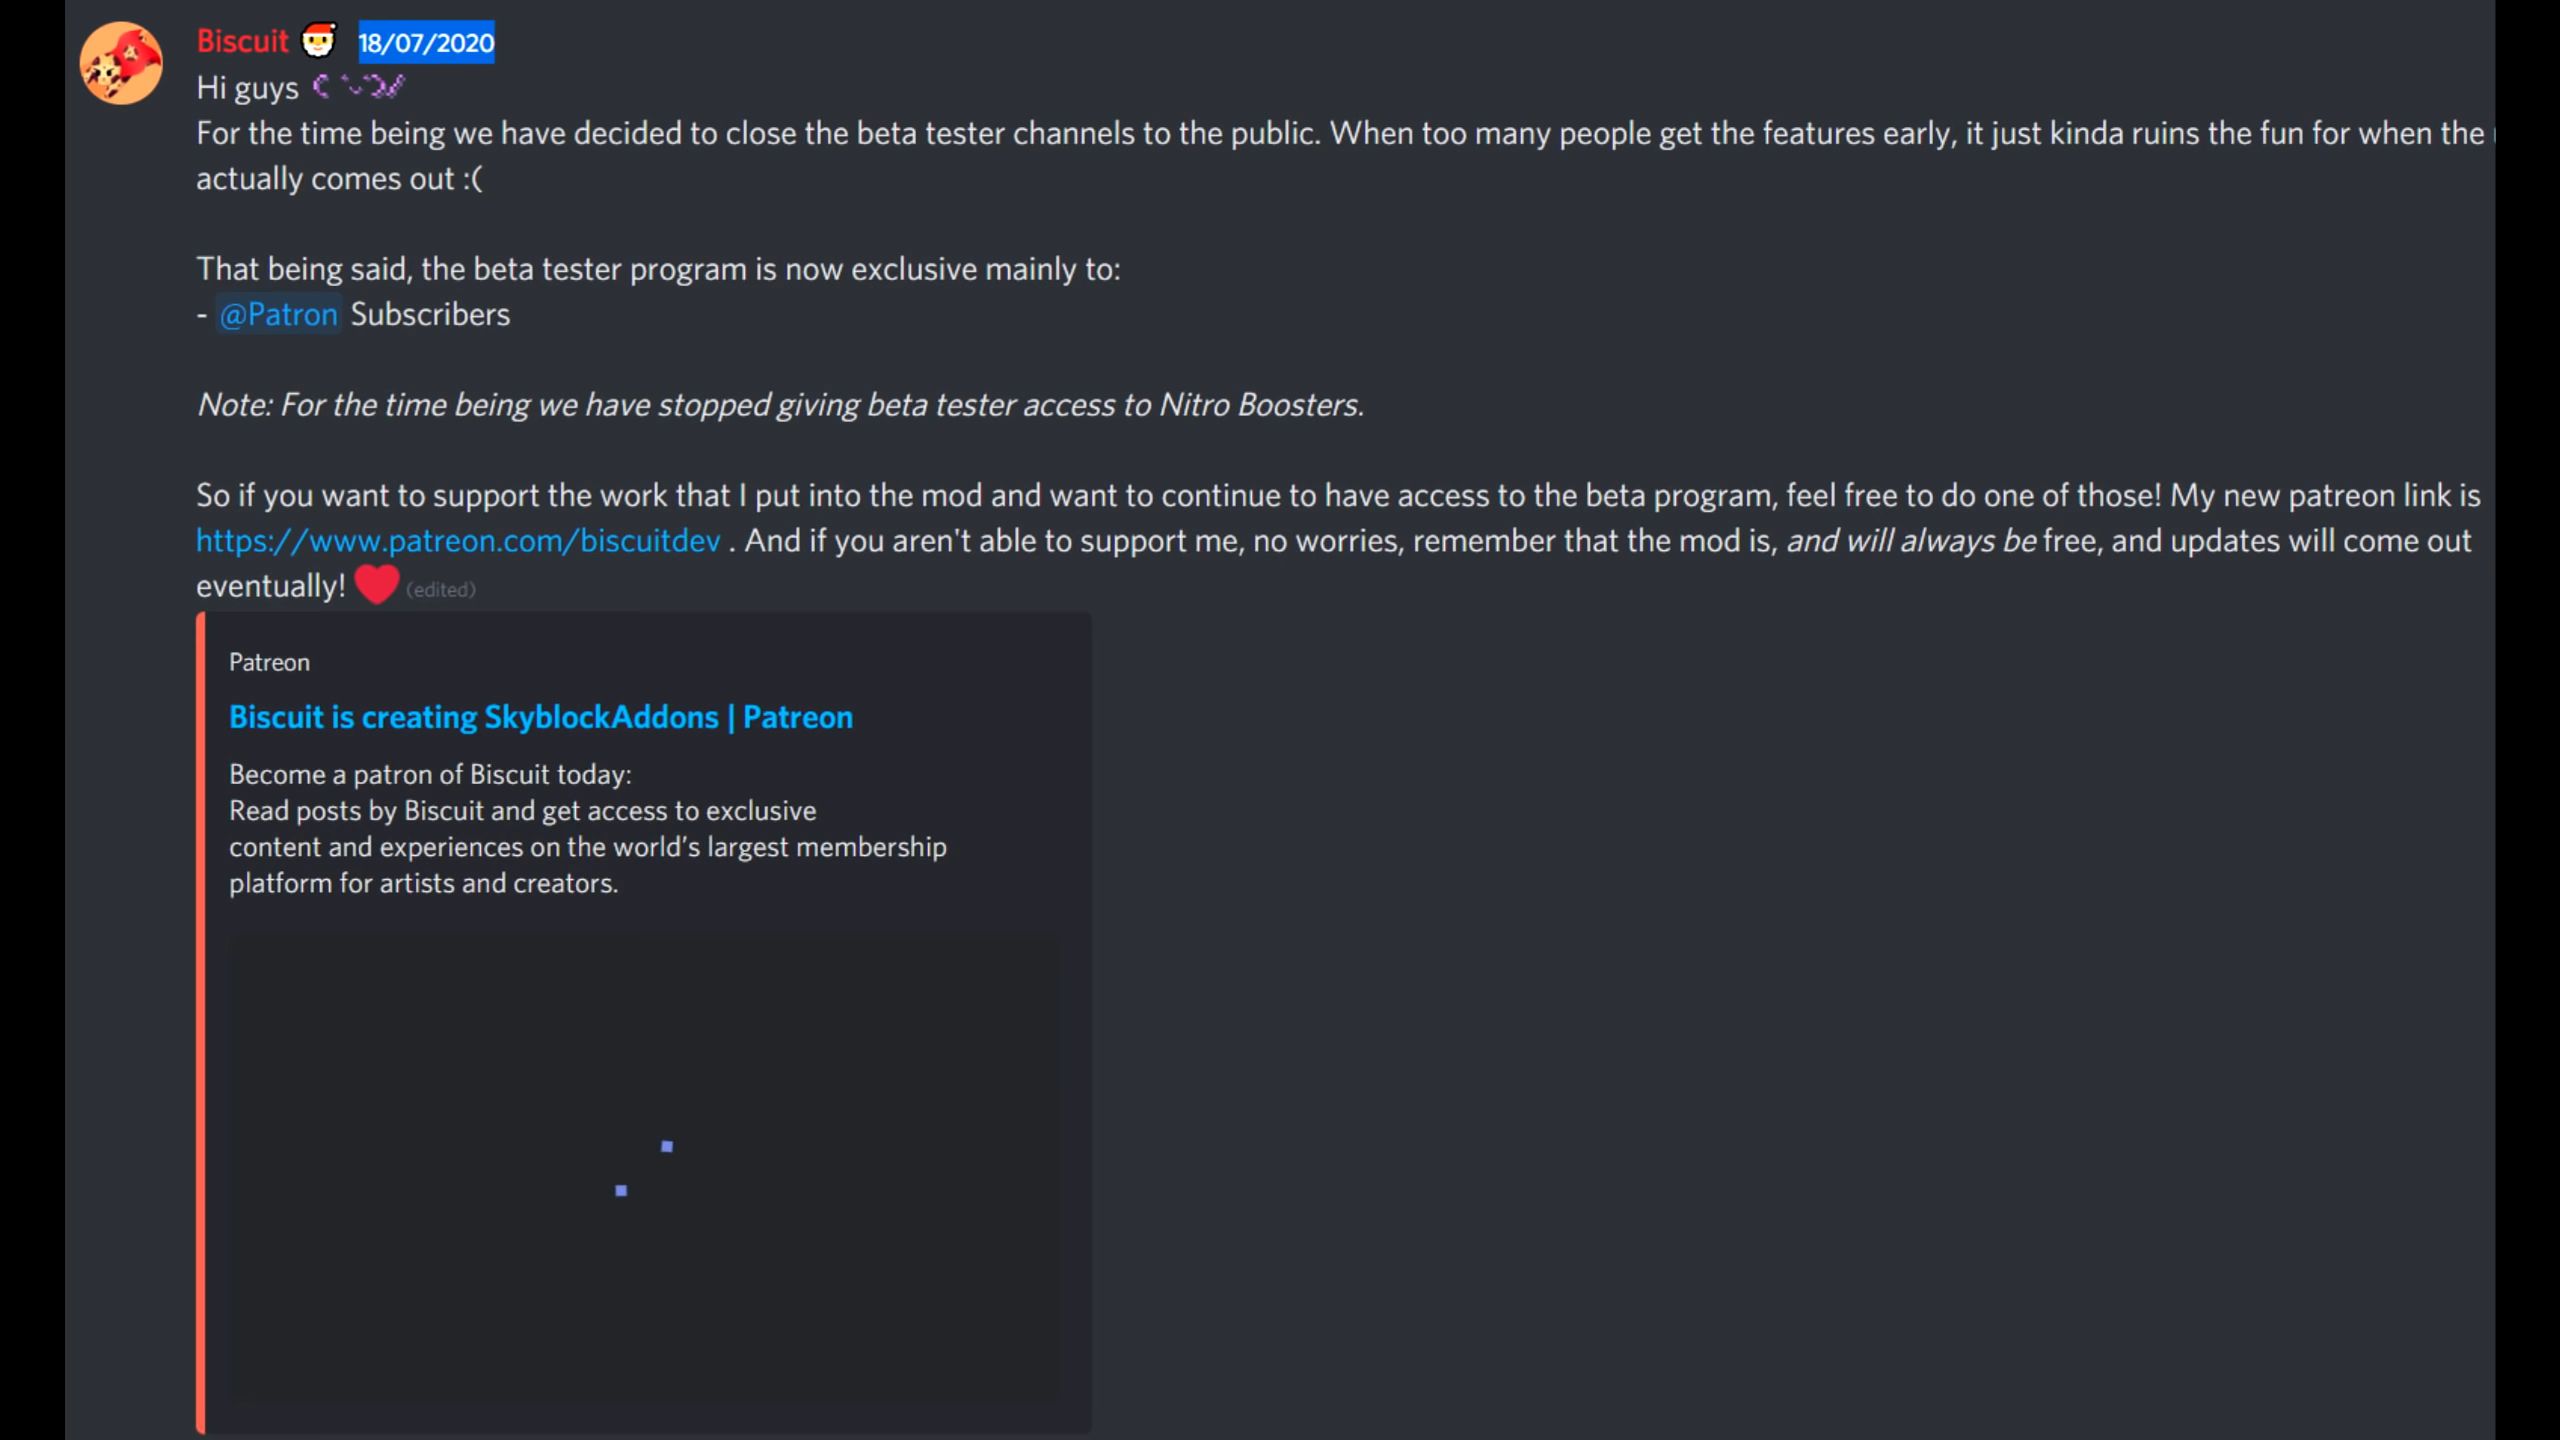 Biscuit 18/07/2020
Hi guys
For the time being we have decided to close the beta tester channels to the public. When too many people get the features early, it just kinda ruins the fun for when the
actually comes out :(
That being said, the beta tester program is now exclusive mainly to:
- @Patron Subscribers
Note: For the time being we have stopped giving beta tester access to Nitro Boosters.
So if you want to support the work that I put into the mod and want to continue to have access to the beta program, feel free to do one of those! My new patreon link is
https://www.patreon.com/biscuitdev . And if you aren't able to support me, no worries, remember that the mod is, and will always be free, and updates will come out
eventually! (edited)
Patreon
Biscuit is creating SkyblockAddons | Patreon
Become a patron of Biscuit today:
Read posts by Biscuit and get access to exclusive
content and experiences on the world's largest membership
platform for artists and creators.